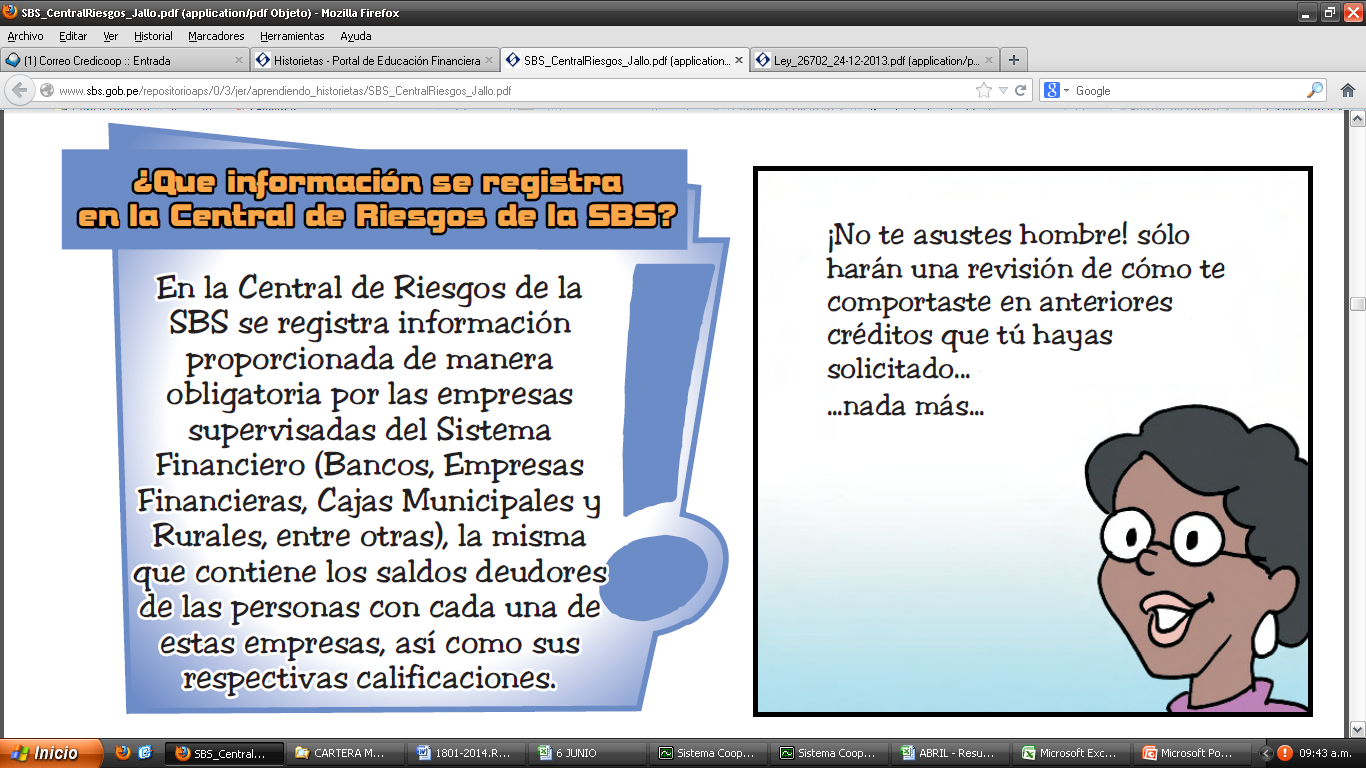 SBS_CentralRiesgos_Jallo.pdf (application/pdf Objeto) - Mozilla Firefox
Archivo Editar Ver Historial Marcadores Herramientas Ayuda
(1) Correo Credicoop :: Entrada
Historietas - Portal de Educación Financiera
SBS_CentralRiesgos_Jallo.pdf (application...
Ley_26702_24-12-2013.pdf (application/p...
www.sbs.gob.pe/repositorioaps/0/3/jer/aprendiendo_historietas/SBS_CentralRiesgos_Jallo.pdf
Google
¿Que información se registra
en la Central de Riesgos de la SBS?
En la Central de Riesgos de la
SBS se registra información
proporcionada de manera
obligatoria por las empresas
supervisadas del Sistema
Financiero (Bancos, Empresas
Financieras, Cajas Municipales y
Rurales, entre otras), la misma
que contiene los saldos deudores
de las personas con cada una de
estas empresas, así como sus
respectivas calificaciones.
¡No te asustes hombre! sólo
harán una revisión de cómo te
comportaste en anteriores
créditos que tú hayas
solicitado...
...nada más...
Inicio
SBS_Central...
CARTERA M...
1801-2014.R...
6 JUNIO
Sistema Coop...
Sistema Coop...
ABRIL - Resu...
Microsoft Exc...
Microsoft Po...
09:43 a.m.